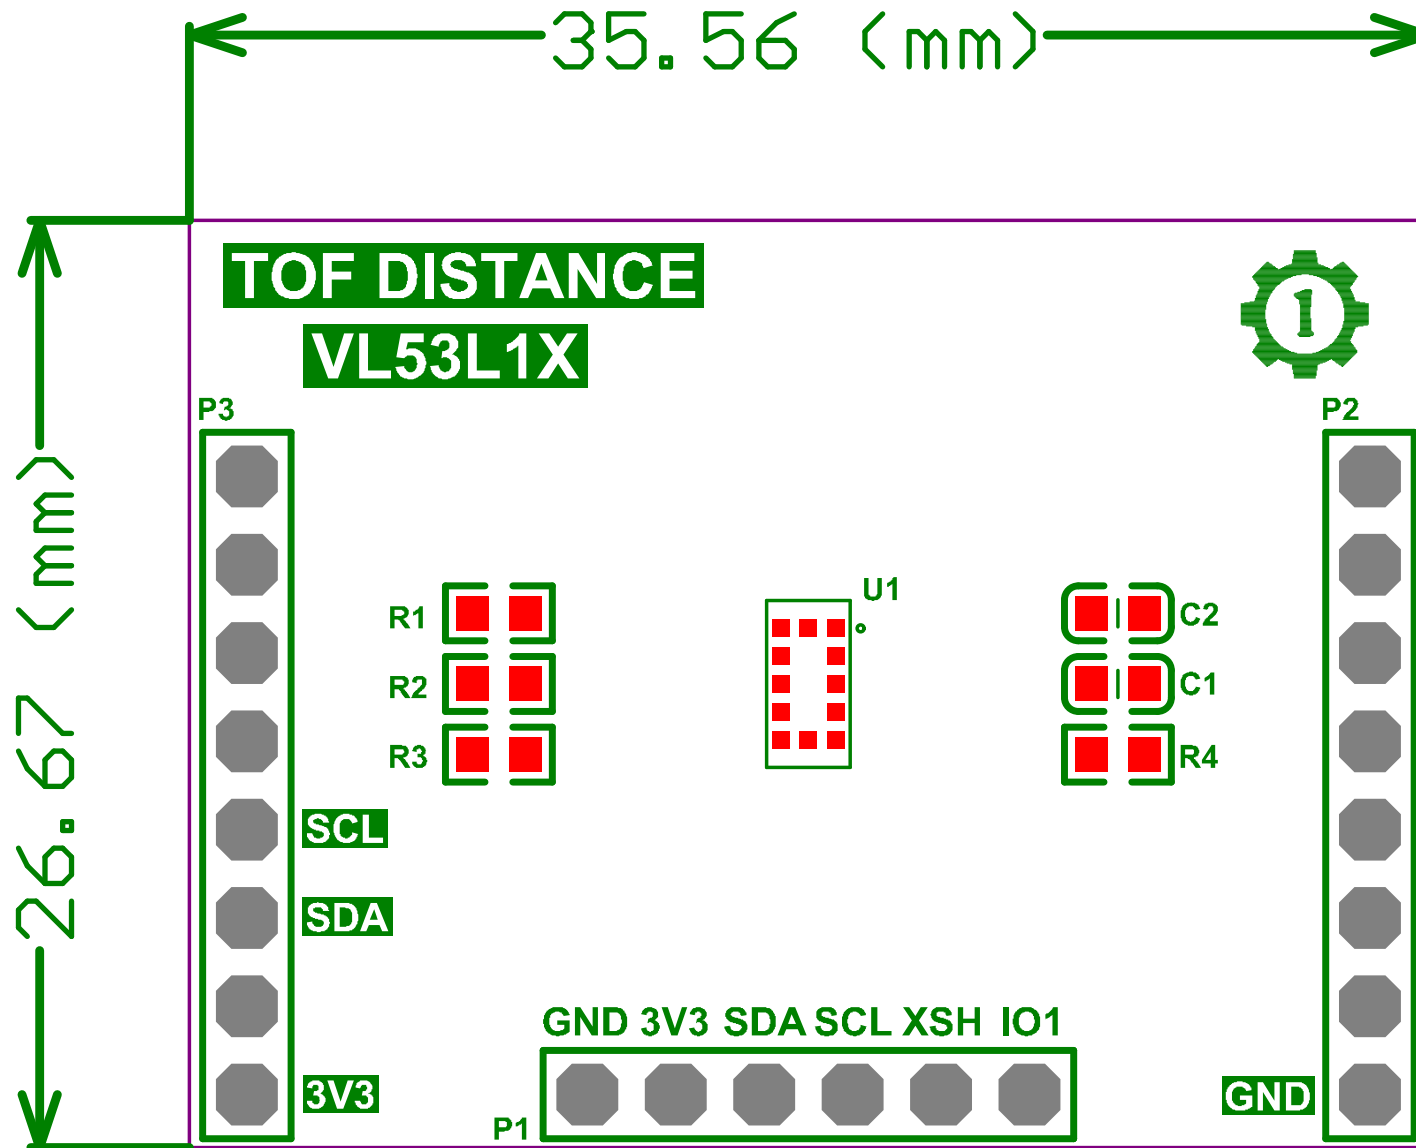 35.56 (mm)
TOF DISTANCE
1
VL53L1X
P3
P2
26.67 (mm)
U1
R1
C2
R2
C1
R3
R4
SCL
SDA
GND 3V3 SDA SCL XSH IO1
3V3
GND
P1